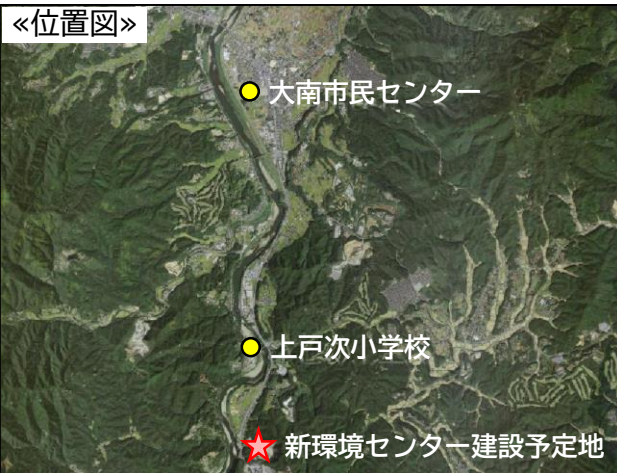 ≪位置図≫
大南市民センター
上戸次小学校
新環境センター建設予定地